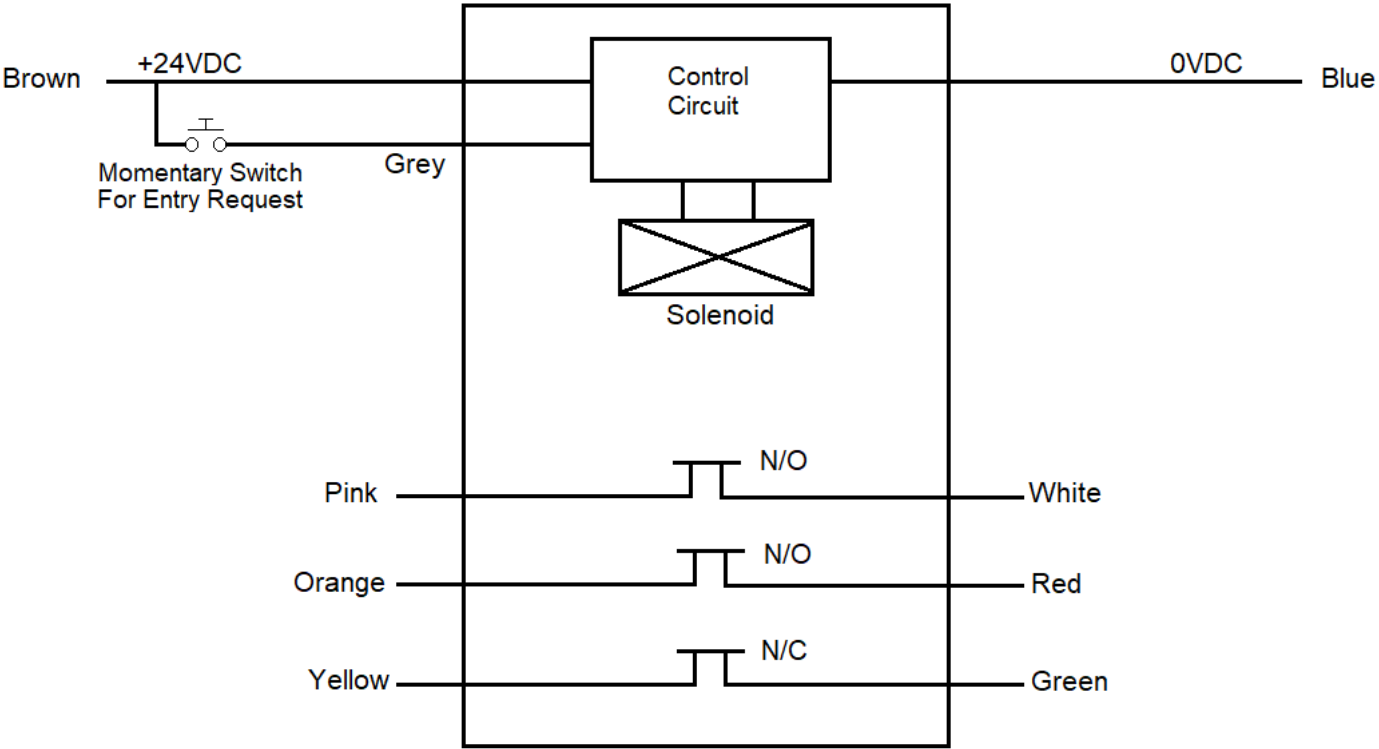 +24VDC
0VDC
Brown
Control
Circuit
Blue
Grey
Momentary Switch
For Entry Request
Solenoid
N/O
Pink
White
N/O
Orange
Red
N/C
Yellow
Green